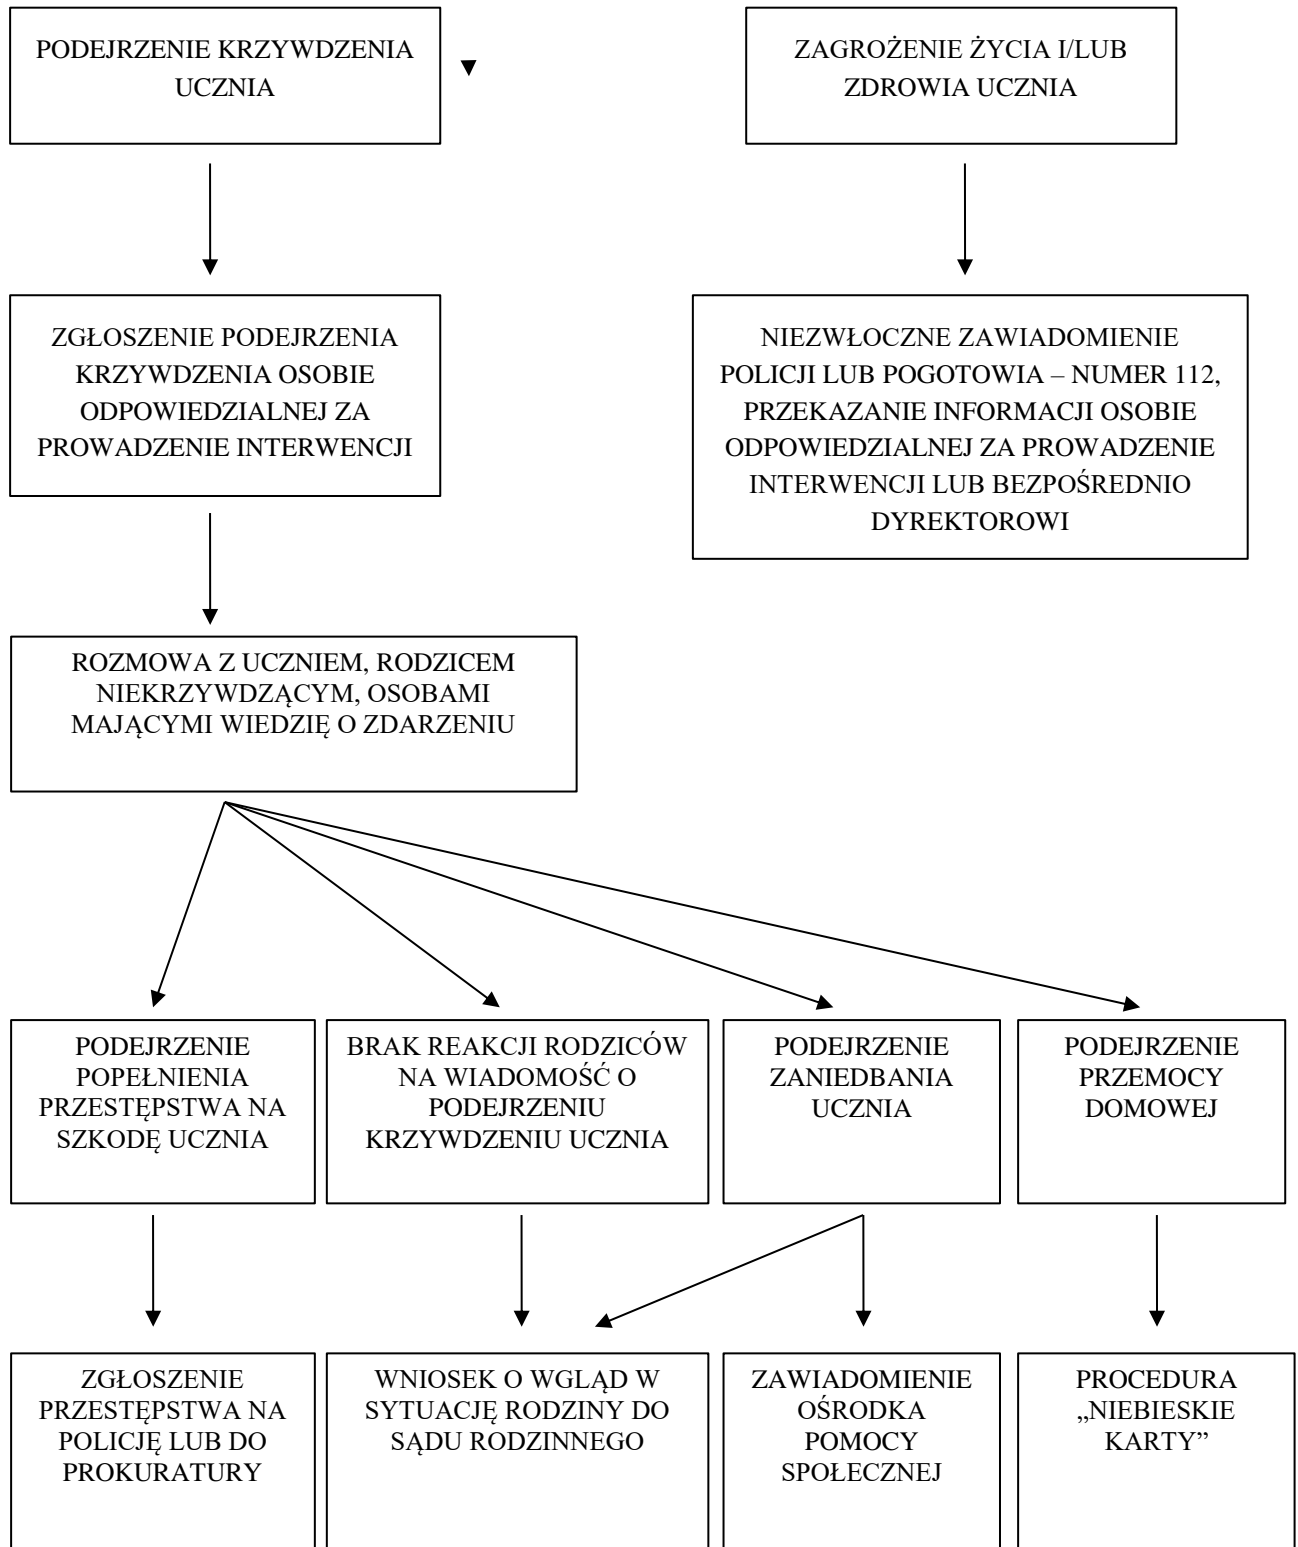 PODEJRZENIE KRZYWDZENIA
UCZNIA
ZAGROŻENIE ŻYCIA I/LUB
ZDROWIA UCZNIA
ZGŁOSZENIE PODEJRZENIA
KRZYWDZENIA OSOBIE
ODPOWIEDZIALNEJ ZA
PROWADZENIE INTERWENCJI
NIEZWŁOCZNE ZAWIADOMIENIE
POLICJI LUB POGOTOWIA – NUMER 112,
PRZEKAZANIE INFORMACJI OSOBIE
ODPOWIEDZIALNEJ ZA PROWADZENIE
INTERWENCJI LUB BEZPOŚREDNIO
DYREKTOROWI
ROZMOWA Z UCZNIEM, RODZICEM
NIEKRZYWDZĄCYM, OSOBAMI
MAJĄCYMI WIEDZIĘ O ZDARZENIU
PODEJRZENIE
POPEŁNIENIA
PRZESTĘPSTWA NA
SZKODĘ UCZNIA
BRAK REAKCJI RODZICÓW
NA WIADOMOŚĆ O
PODEJRZENIU
KRZYWDZENIU UCZNIA
PODEJRZENIE
ZANIEDBANIA
UCZNIA
PODEJRZENIE
PRZEMOCY
DOMOWEJ
ZGŁOSZENIE
PRZESTĘPSTWA NA
POLICJĘ LUB DO
PROKURATURY
WNIOSEK O WGLĄD W
SYTUACJĘ RODZINY DO
SĄDU RODZINNEGO
ZAWIADOMIENIE
OŚRODKA
POMOCY
SPOŁECZNEJ
PROCEDURA
„NIEBIESKIE
KARTY”